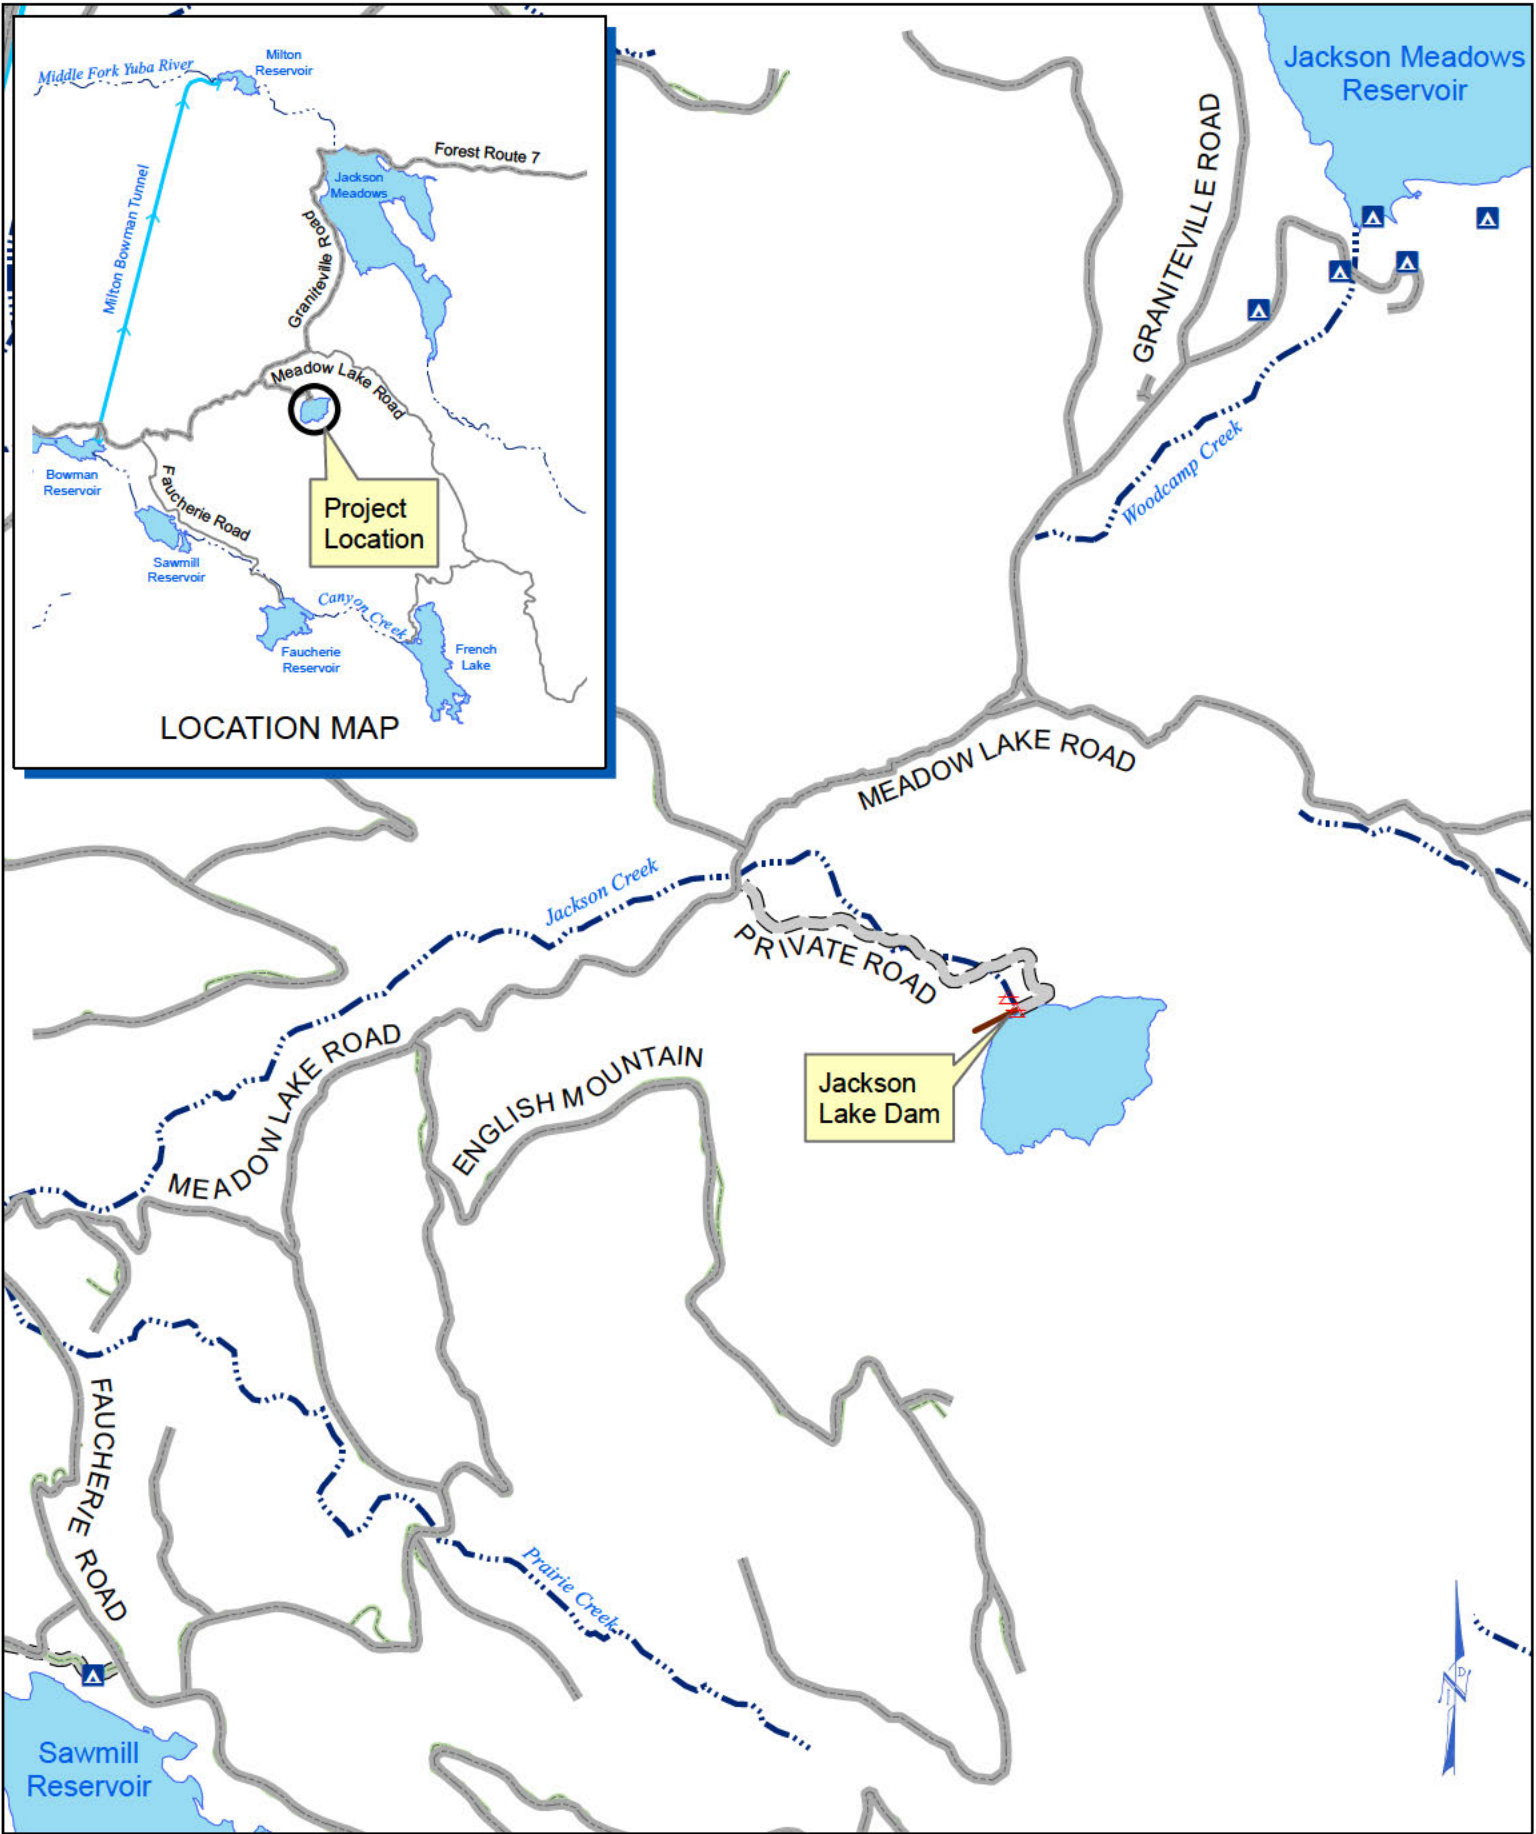 Middle Fork Yuba River
Milton
Reservoir
Forest Route 7
Jackson
Meadows
Milton Bowman Tunnel
Graniteville Road
Meadow Lake Road
Bowman
Reservoir
Faucherie Road
Project
Location
Sawmill
Reservoir
Canyon Creek
Faucherie
Reservoir
French
Lake
LOCATION MAP
Jackson Meadows
Reservoir
GRANITEVILLE ROAD
Woodcamp Creek
MEADOW LAKE ROAD
Jackson Creek
PRIVATE ROAD
MEADOW LAKE ROAD
ENGLISH MOUNTAIN
Jackson
Lake Dam
FAUCHERIE ROAD
Prairie Creek
Sawmill
Reservoir
N
I D